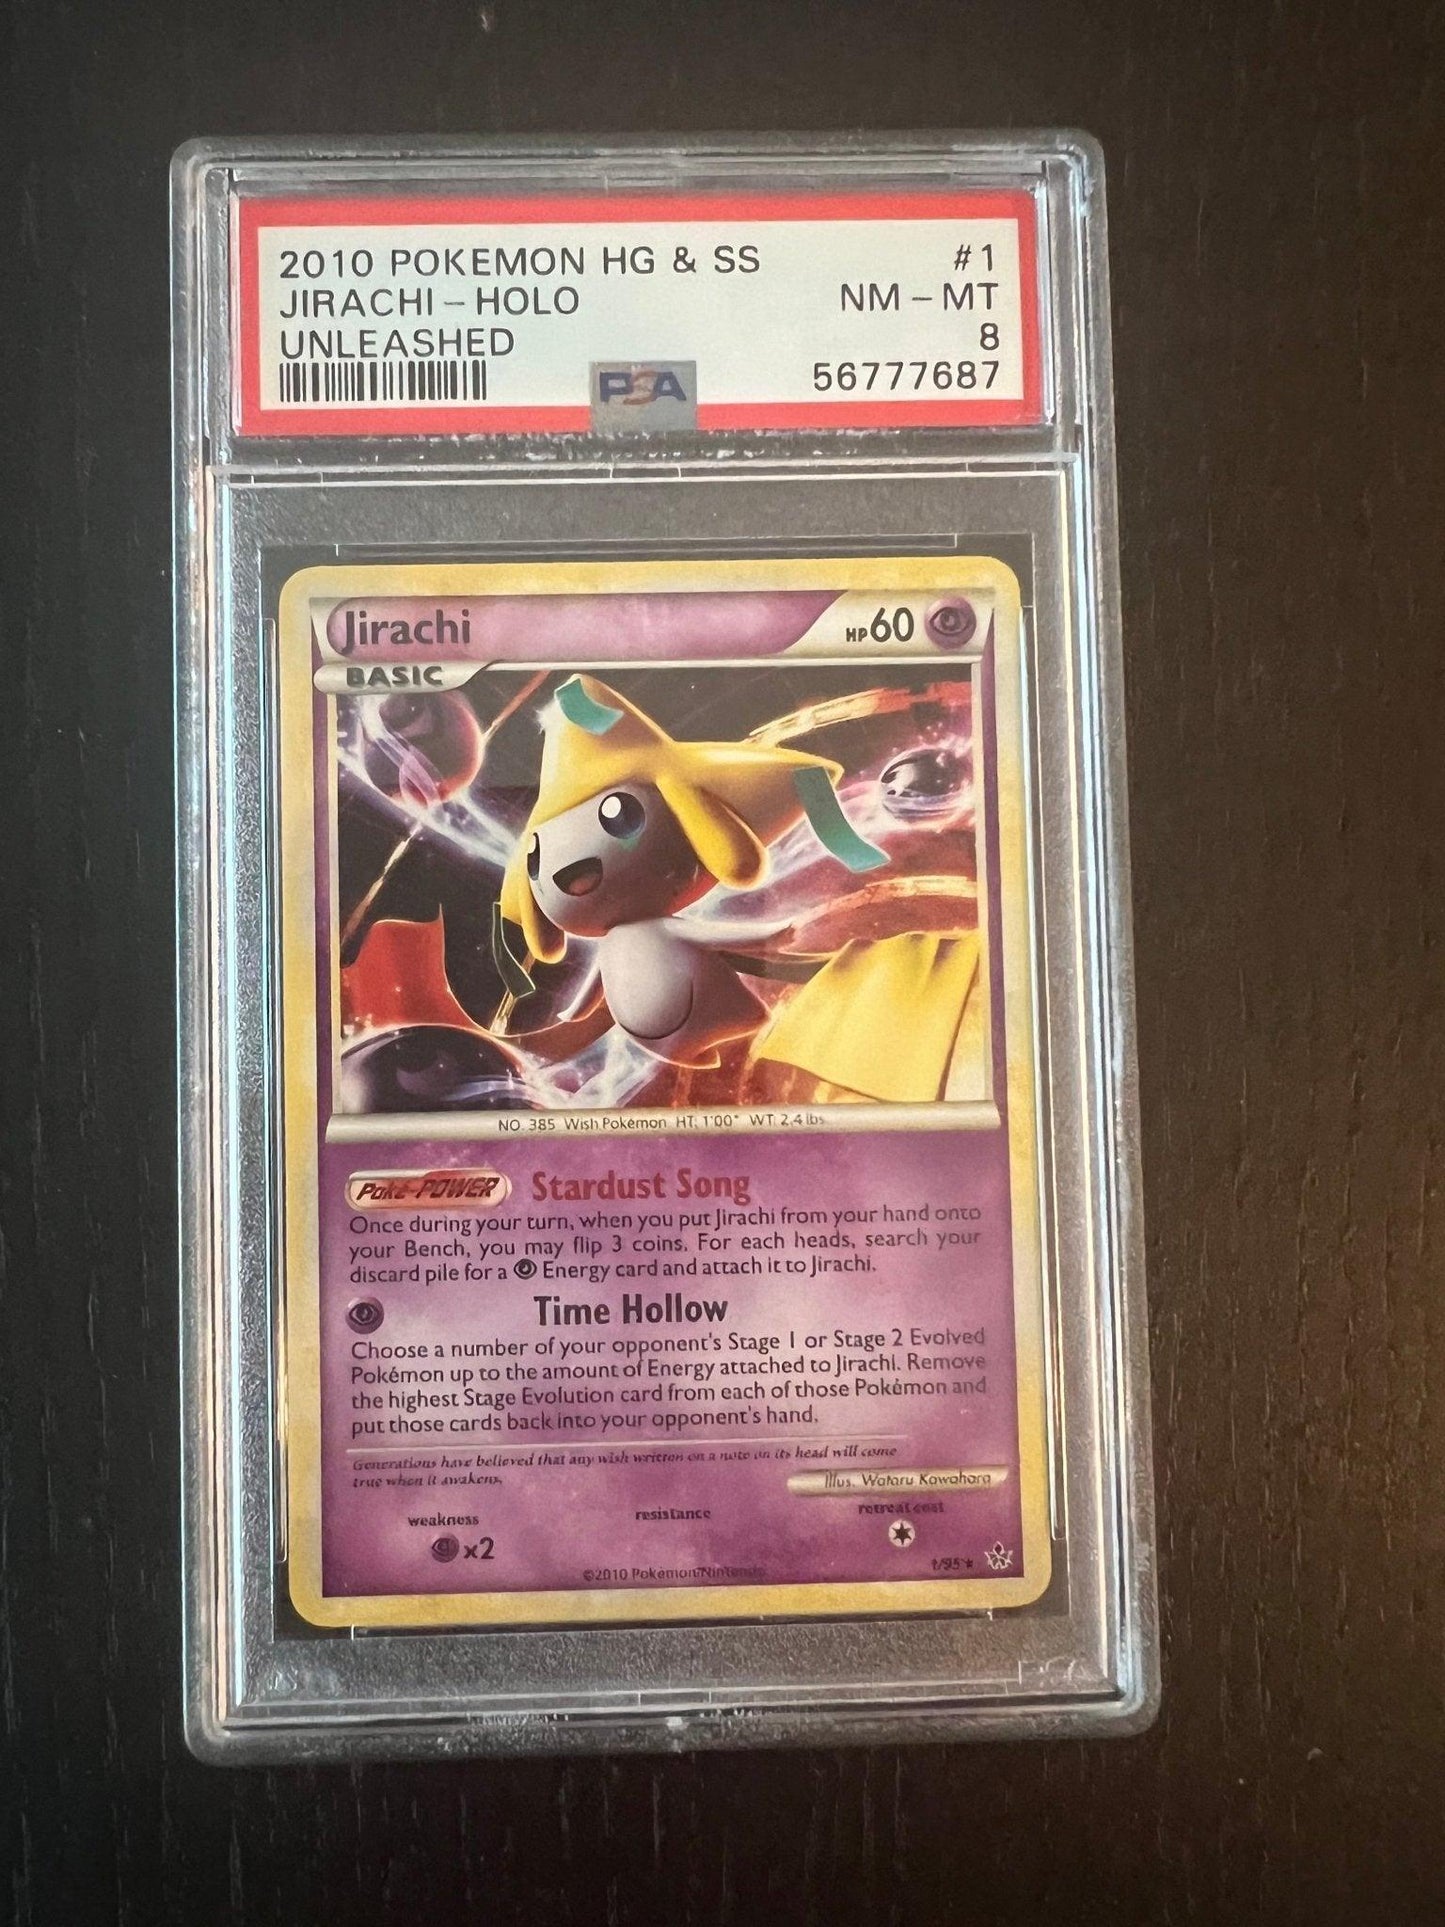 2010 POKEMON HG & SS #1
JIRACHI - HOLO NM - MT
UNLEASHED 8
56777687
PSA
Jirachi HP60
BASIC
NO. 385 Wish Pokémon HT: 1'00" WT: 2.4 lbs.
Poké-POWER Stardust Song
Once during your turn, when you put Jirachi from your hand onto
your Bench, you may flip 3 coins. For each heads, search your
discard pile for a Energy card and attach it to Jirachi.
Time Hollow
Choose a number of your opponent's Stage 1 or Stage 2 Evolved
Pokémon up to the amount of Energy attached to Jirachi. Remove
the highest Stage Evolution card from each of those Pokémon and
put those cards back into your opponent's hand.
Generations have believed that any wish written on a note on its head will come
true when it awakens.
Illus. Wataru Kawahara
weakness resistance retreat cost
x2
©2010 Pokémon/Nintendo 1/95